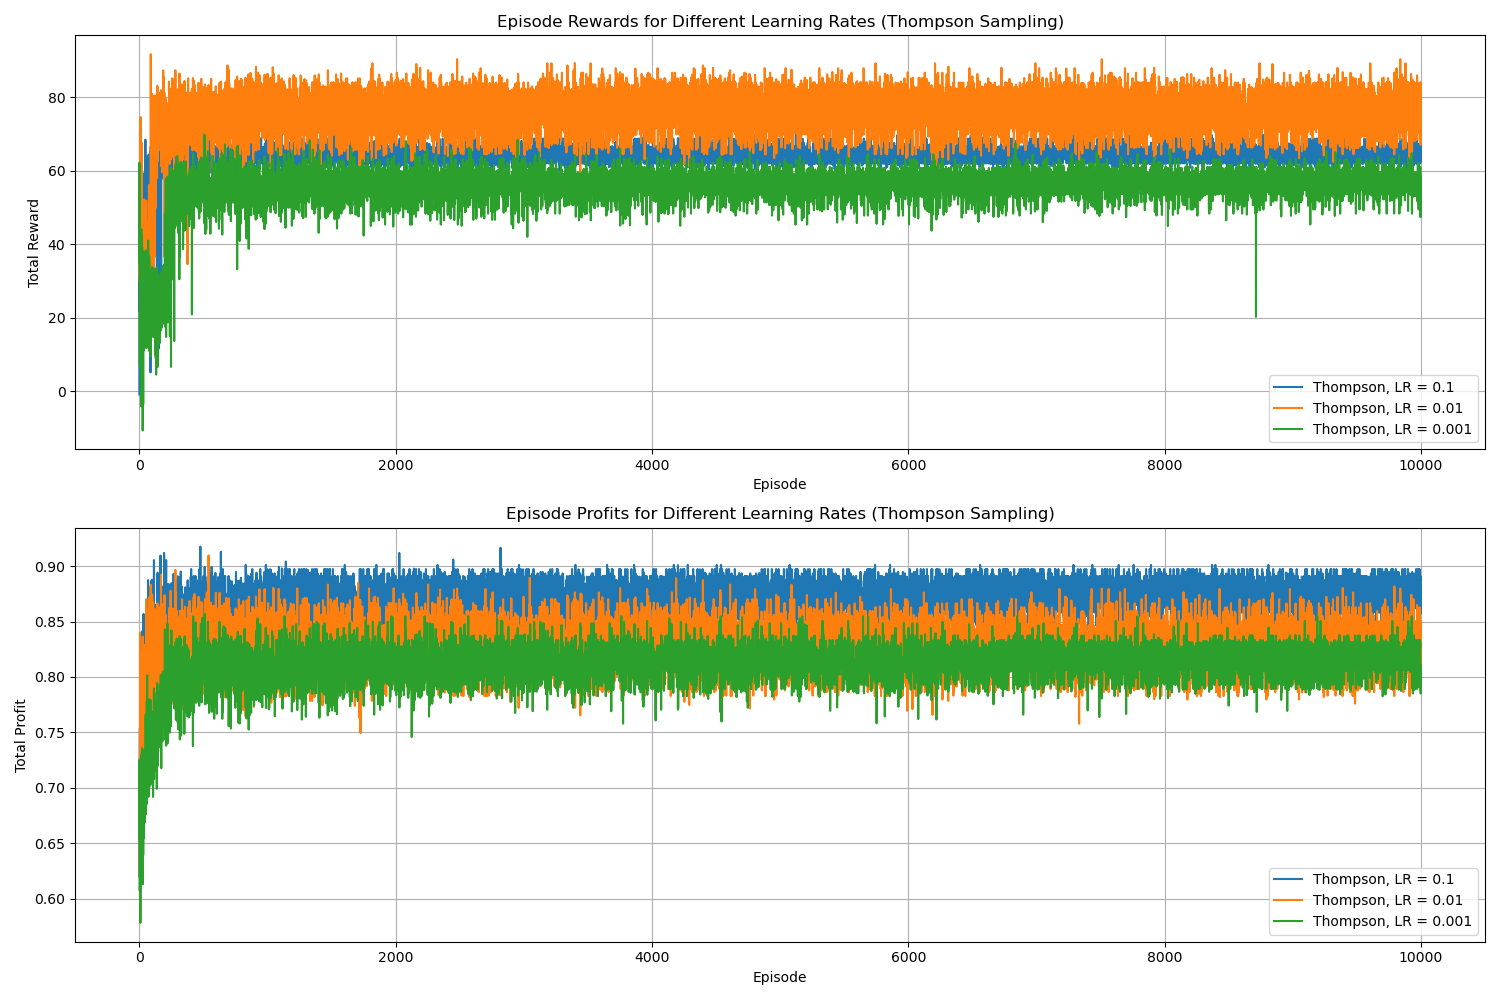 Episode Rewards for Different Learning Rates (Thompson Sampling)
80
60
40
20
0
Total Reward
0 2000 4000 6000 8000 10000
Episode
Thompson, LR = 0.1
Thompson, LR = 0.01
Thompson, LR = 0.001
Episode Profits for Different Learning Rates (Thompson Sampling)
0.90
0.85
0.80
0.75
0.70
0.65
0.60
Total Profit
0 2000 4000 6000 8000 10000
Episode
Thompson, LR = 0.1
Thompson, LR = 0.01
Thompson, LR = 0.001